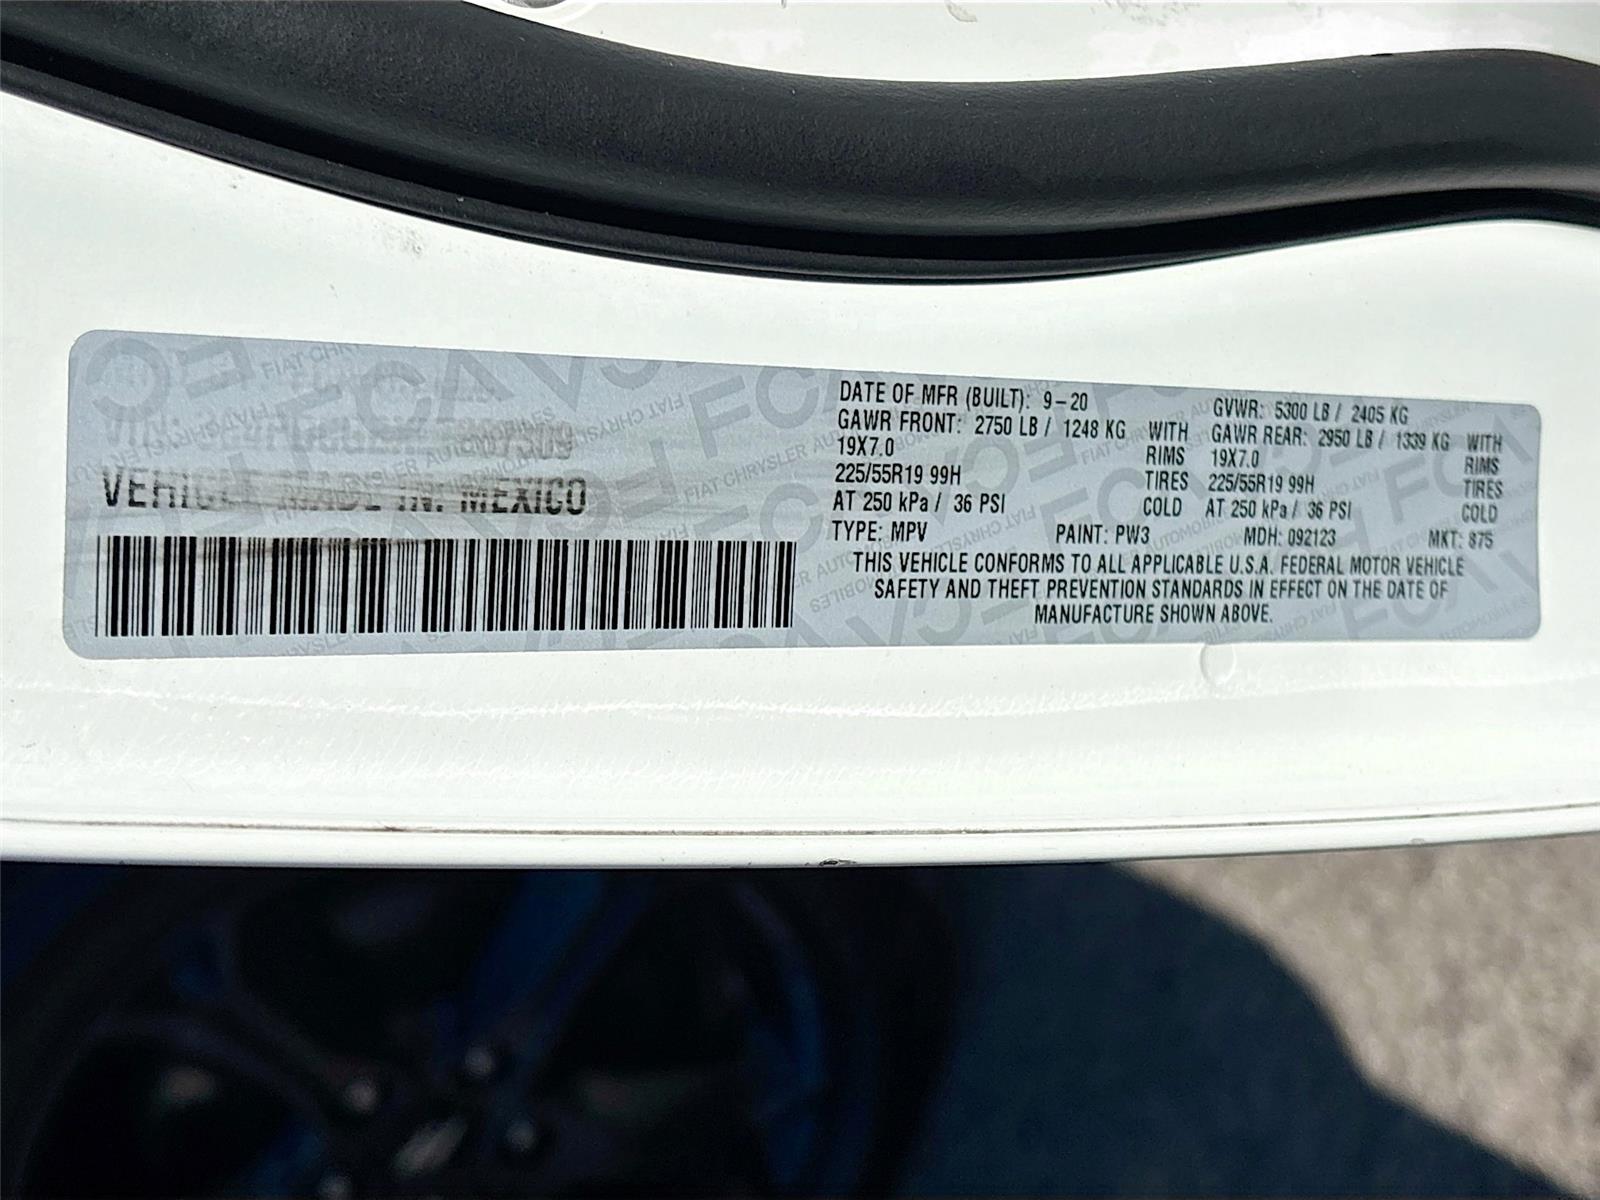 VIN:
VEHICLE MADE IN: MEXICO
DATE OF MFR (BUILT): 9-20
GVWR: 5300 LB / 2405 KG
GAWR FRONT: 2750 LB / 1248 KG WITH
19X7.0 RIMS
225/55R19 99H TIRES
AT 250 kPa / 36 PSI COLD
GAWR REAR: 2950 LB / 1339 KG WITH
19X7.0 RIMS
225/55R19 99H TIRES
AT 250 kPa / 36 PSI COLD
TYPE: MPV PAINT: PW3 MDH: 092123 MKT: 875
THIS VEHICLE CONFORMS TO ALL APPLICABLE U.S.A. FEDERAL MOTOR VEHICLE
SAFETY AND THEFT PREVENTION STANDARDS IN EFFECT ON THE DATE OF
MANUFACTURE SHOWN ABOVE.